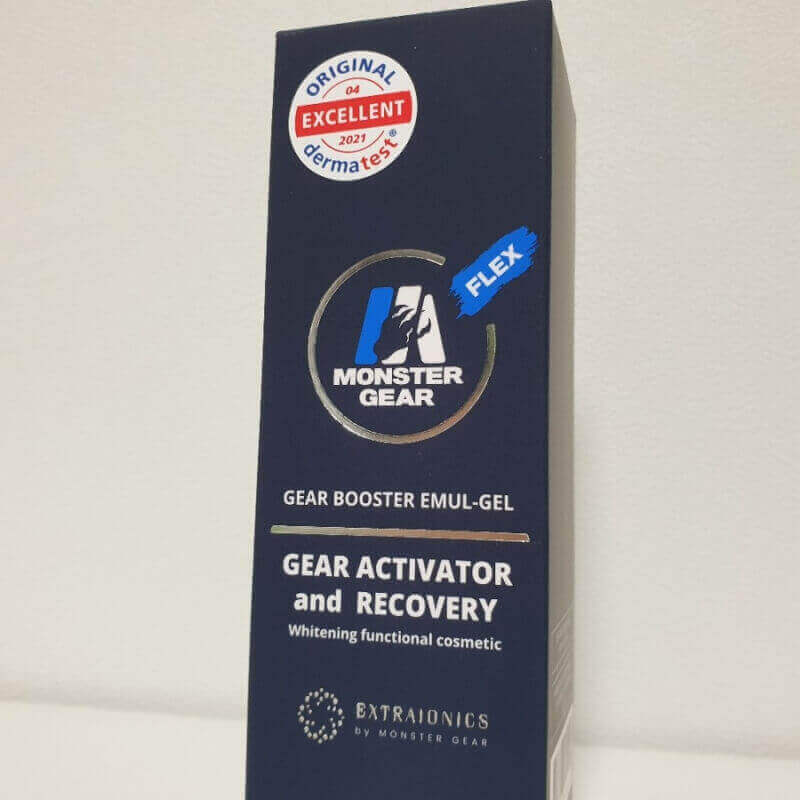 ORIGINAL
04
EXCELLENT
2021
dermatest®
FLEX
MONSTER
GEAR
GEAR BOOSTER EMUL-GEL
GEAR ACTIVATOR
and RECOVERY
Whitening functional cosmetic
EXTRAIONICS
by MONSTER GEAR